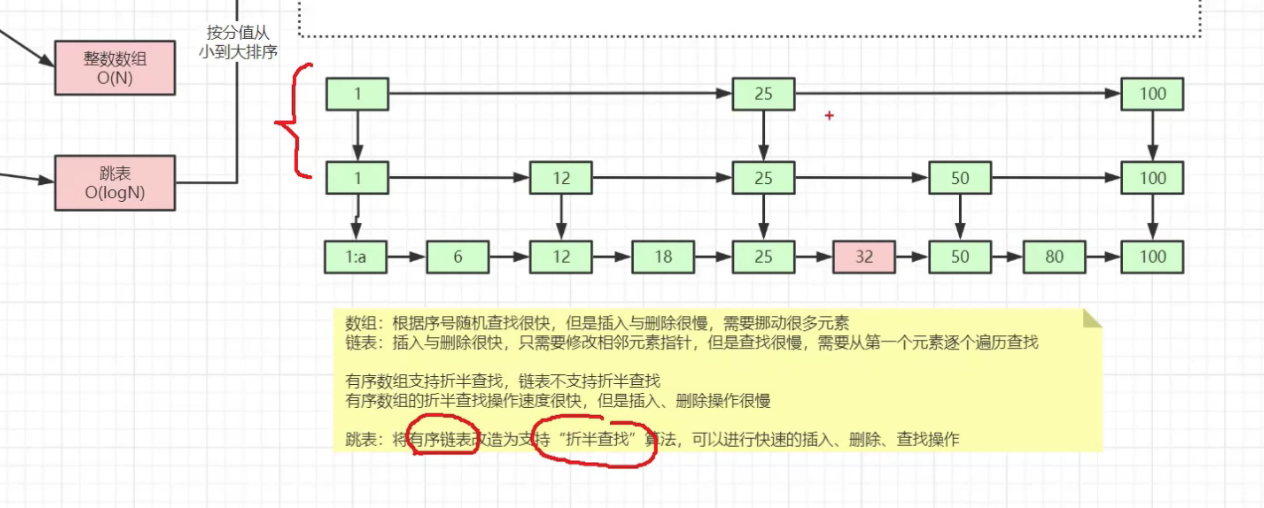 按分值从
小到大排序
整数数组
O(N)
跳表
O(logN)
1
25
100
1
12
25
50
100
1:a
6
12
18
25
32
50
80
100
数组：根据序号随机查找很快，但是插入与删除很慢，需要挪动很多元素
链表：插入与删除很快，只需要修改相邻元素指针，但是查找很慢，需要从第一个元素逐个遍历查找
有序数组支持折半查找，链表不支持折半查找
有序数组的折半查找操作速度很快，但是插入、删除操作很慢
跳表：将有序链表改造为支持“折半查找”算法，可以进行快速的插入、删除、查找操作